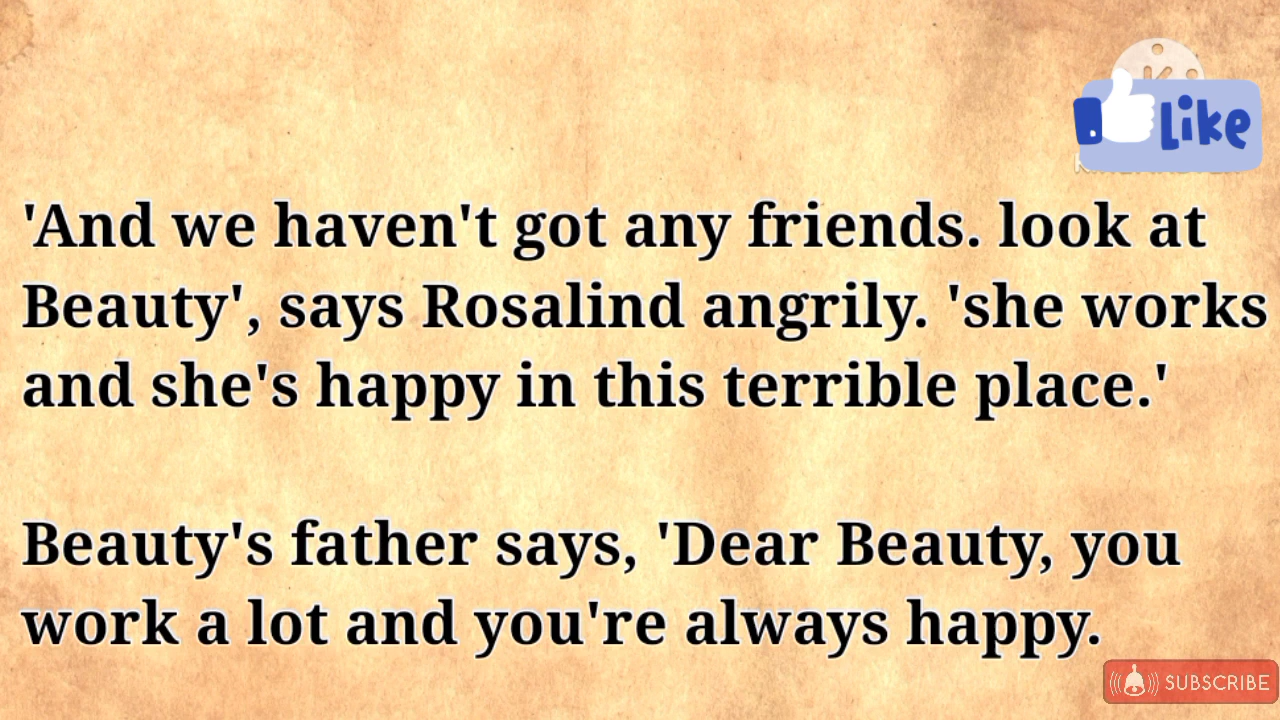 Like
'And we haven't got any friends. look at
Beauty', says Rosalind angrily. 'she works
and she's happy in this terrible place.'
Beauty's father says, 'Dear Beauty, you
work a lot and you're always happy.
SUBSCRIBE